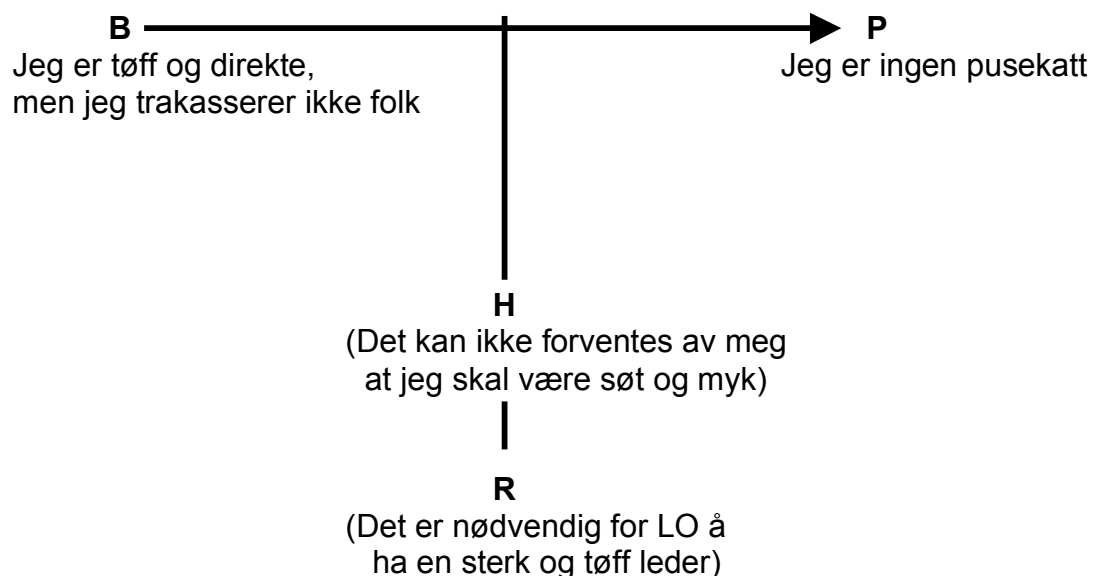 B P
Jeg er tøff og direkte,
men jeg trakasserer ikke folk
Jeg er ingen pusekatt
H
(Det kan ikke forventes av meg
at jeg skal være søt og myk)
R
(Det er nødvendig for LO å
ha en sterk og tøff leder)